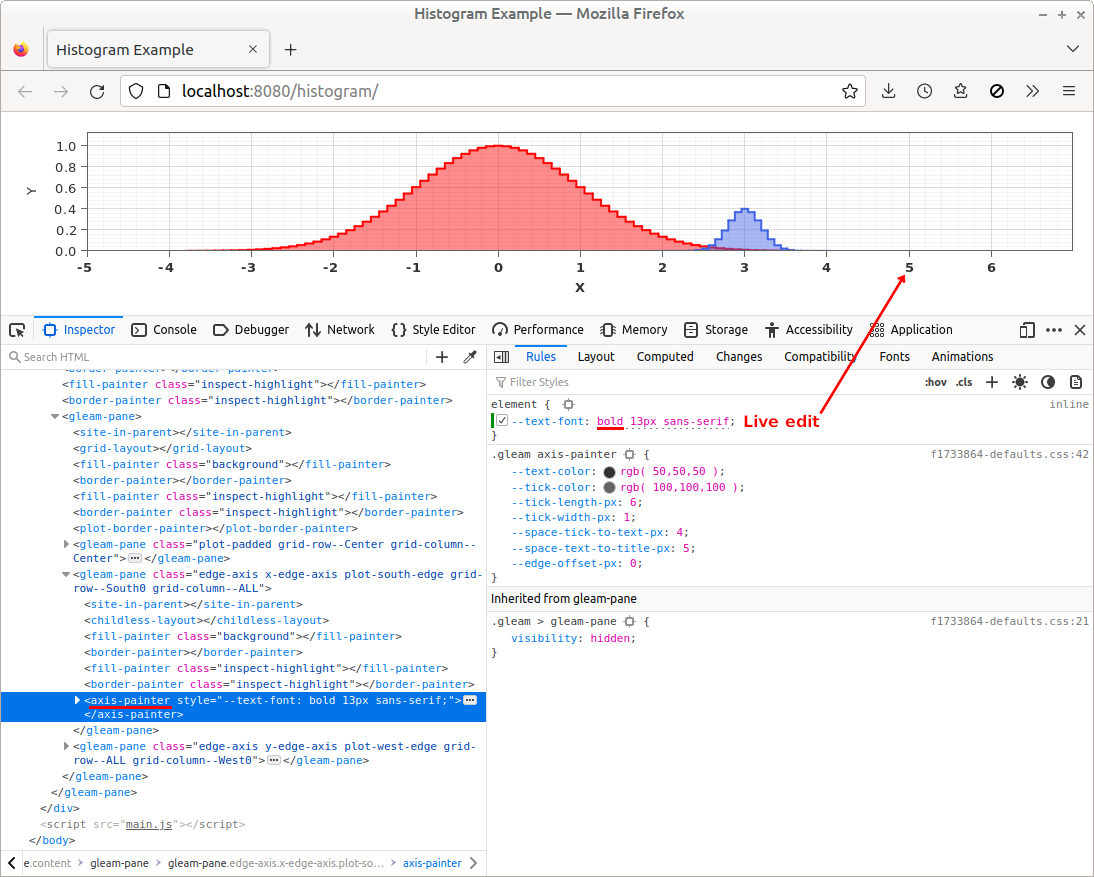 Histogram Example — Mozilla Firefox
Histogram Example
localhost:8080/histogram/
1.0
0.8
0.6
Y
0.4
0.2
0.0
-5 -4 -3 -2 -1 0 1 2 3 4 5 6
X
Inspector Console Debugger Network Style Editor Performance Memory Storage Accessibility Application
Search HTML
Rules Layout Computed Changes Compatibility Fonts Animations
Filter Styles
:hov .cls
<border-painter></border-painter>
<fill-painter class="inspect-highlight"></fill-painter>
<border-painter class="inspect-highlight"></border-painter>
<gleam-pane>
<site-in-parent></site-in-parent>
<grid-layout></grid-layout>
<fill-painter class="background"></fill-painter>
<border-painter></border-painter>
<fill-painter class="inspect-highlight"></fill-painter>
<border-painter class="inspect-highlight"></border-painter>
<plot-border-painter></plot-border-painter>
<gleam-pane class="plot-padded grid-row--Center grid-column--
Center"></gleam-pane>
<gleam-pane class="edge-axis x-edge-axis plot-south-edge grid-
row--South0 grid-column--ALL">
<site-in-parent></site-in-parent>
<childless-layout></childless-layout>
<fill-painter class="background"></fill-painter>
<border-painter></border-painter>
<fill-painter class="inspect-highlight"></fill-painter>
<border-painter class="inspect-highlight"></border-painter>
<axis-painter style="--text-font: bold 13px sans-serif;">
</axis-painter>
</gleam-pane>
<gleam-pane class="edge-axis y-edge-axis plot-west-edge grid-
row--ALL grid-column--West0"></gleam-pane>
</gleam-pane>
</gleam-pane>
</div>
<script src="main.js"></script>
</body>
e.content gleam-pane gleam-pane.edge-axis.x-edge-axis.plot-so... axis-painter
element { inline
--text-font: bold 13px sans-serif; Live edit
}
.gleam axis-painter { f1733864-defaults.css:42
--text-color: rgb( 50,50,50 );
--tick-color: rgb( 100,100,100 );
--tick-length-px: 6;
--tick-width-px: 1;
--space-tick-to-text-px: 4;
--space-text-to-title-px: 5;
--edge-offset-px: 0;
}
Inherited from gleam-pane
.gleam > gleam-pane { f1733864-defaults.css:21
visibility: hidden;
}